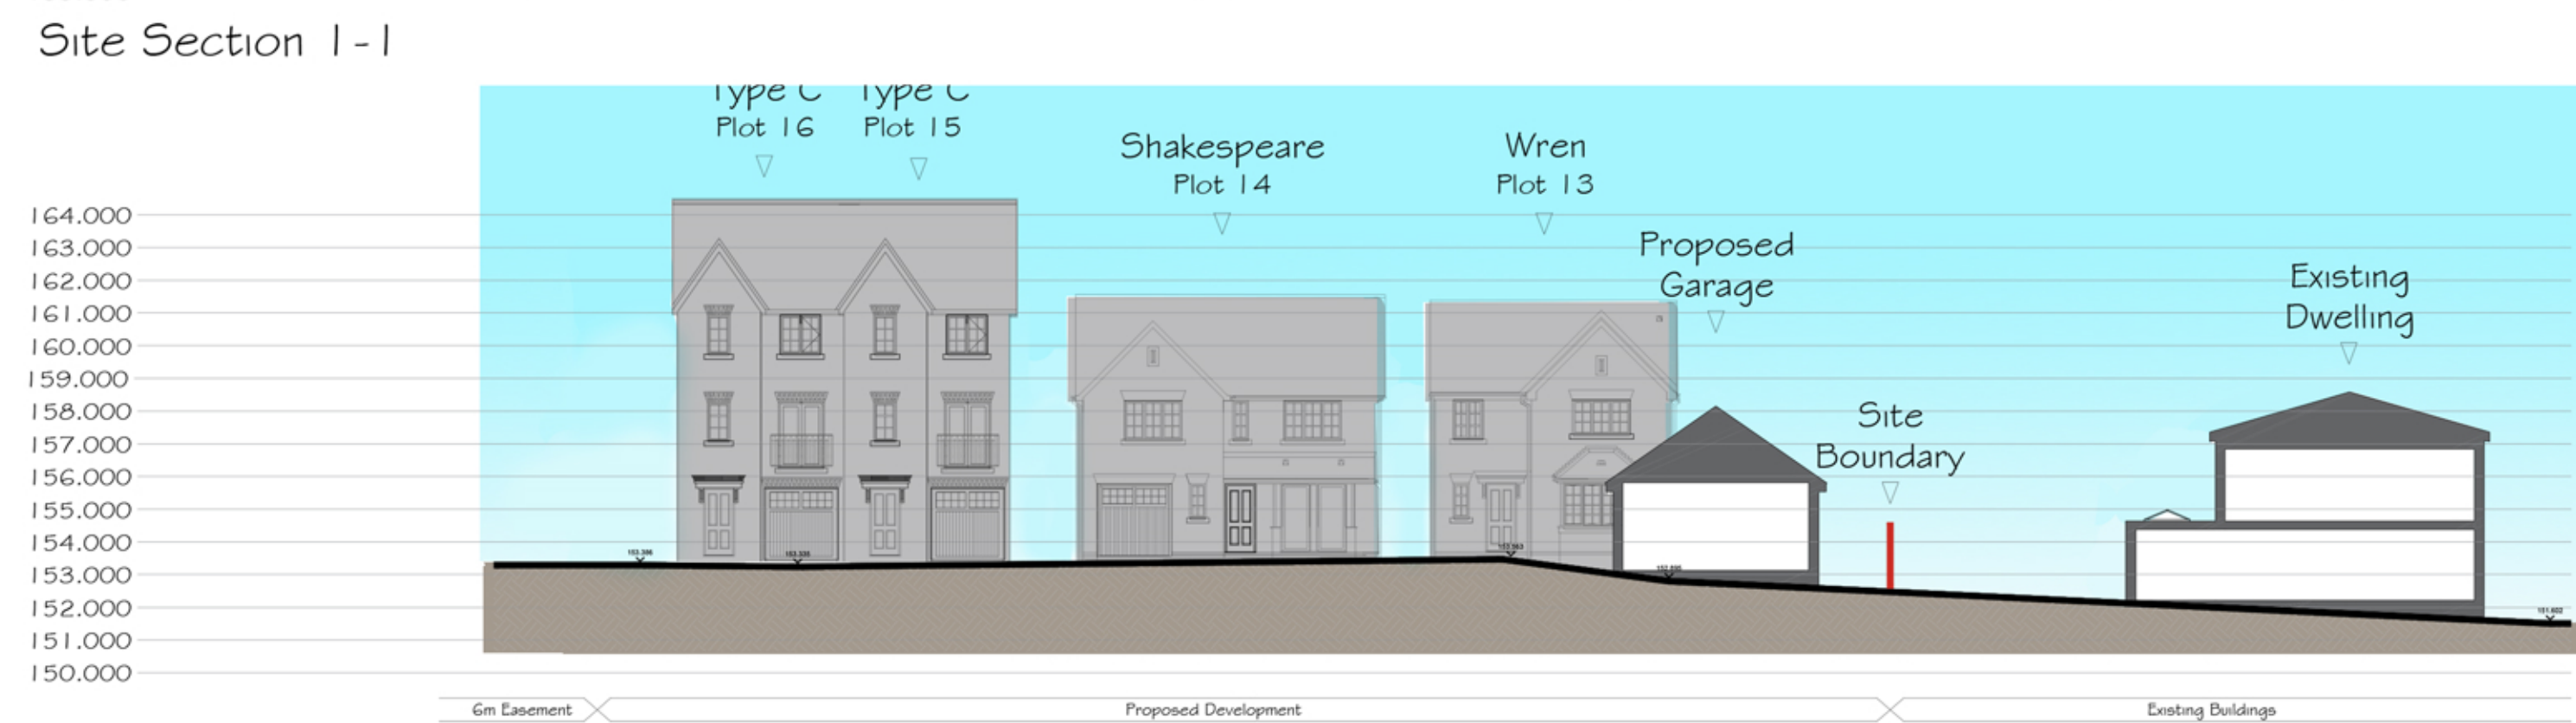 Site Section 1-1
Type C
Type C
Plot 16
Plot 15
Shakespeare
Plot 14
Wren
Plot 13
Proposed
Garage
Site
Boundary
Existing
Dwelling
164.000
163.000
162.000
161.000
160.000
159.000
158.000
157.000
156.000
155.000
154.000
153.000
152.000
151.000
150.000
151.602
6m Easement
Proposed Development
Existing Buildings